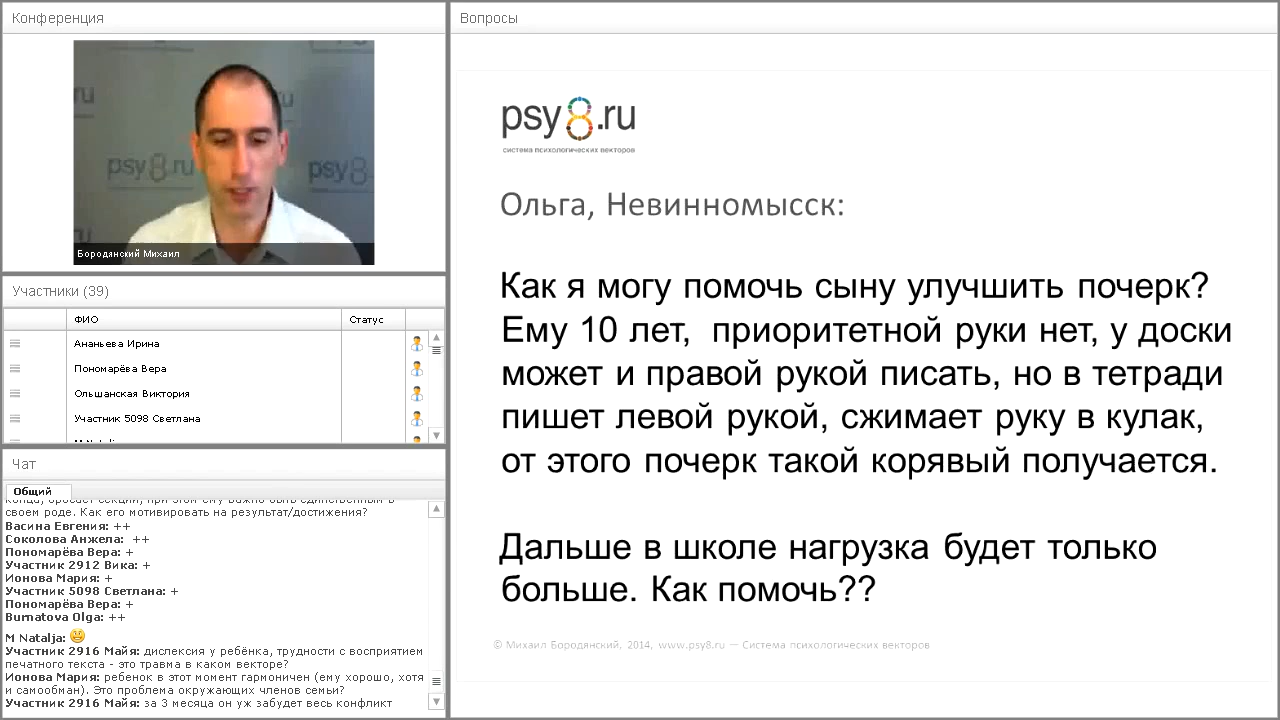 Конференция
Бородянский Михаил
Участники (39)
ФИО
Статус
Ананьева Ирина
Пономарёва Вера
Ольшанская Виктория
Участник 5098 Светлана
Чат
Общий
своем роде. Как его мотивировать на результат/достижения?
Васина Евгения: ++
Соколова Анжела: ++
Пономарёва Вера: +
Участник 2912 Вика: +
Ионова Мария: +
Участник 5098 Светлана: +
Пономарёва Вера: +
Burnatova Olga: ++
M Natalja:
Участник 2916 Майя: дислексия у ребёнка, трудности с восприятием
печатного текста - это травма в каком векторе?
Ионова Мария: ребенок в этот момент гармоничен (ему хорошо, хотя
и самообман). Это проблема окружающих членов семьи?
Участник 2916 Майя: за 3 месяца он уж забудет весь конфликт
Вопросы
psy8.ru
система психологических векторов
Ольга, Невинномысск:
Как я могу помочь сыну улучшить почерк?
Ему 10 лет, приоритетной руки нет, у доски
может и правой рукой писать, но в тетради
пишет левой рукой, сжимает руку в кулак,
от этого почерк такой корявый получается.
Дальше в школе нагрузка будет только
больше. Как помочь??
© Михаил Бородянский, 2014, www.psy8.ru — Система психологических векторов